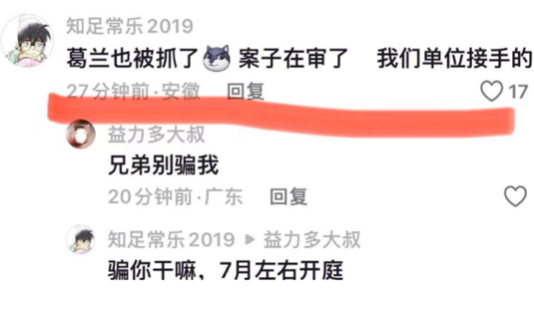 知足常乐2019
葛兰也被抓了 案子在审了 我们单位接手的
27分钟前·安徽 回复 17
益力多大叔
兄弟别骗我
20分钟前·广东 回复
知足常乐2019 ▶ 益力多大叔
骗你干嘛，7月左右开庭